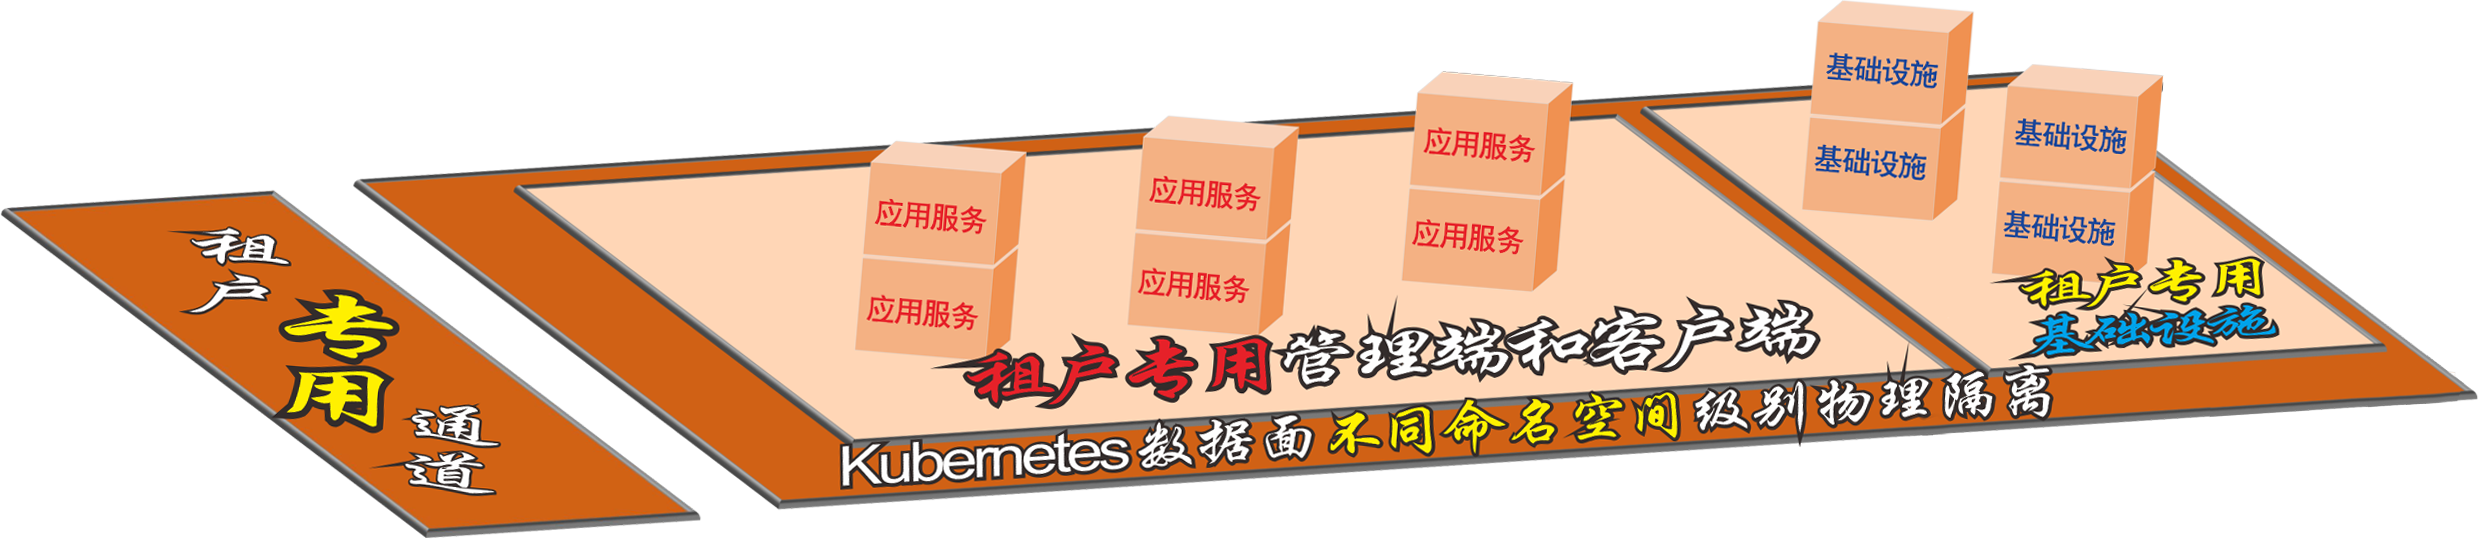 租户
专用
通道
应用服务
应用服务
应用服务
应用服务
应用服务
应用服务
租户专用管理端和客户端
基础设施
基础设施
基础设施
基础设施
租户专用
基础设施
Kubernetes数据面不同命名空间级别物理隔离